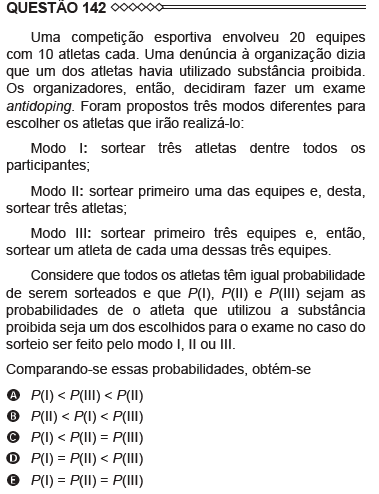 QUESTÃO 142
Uma competição esportiva envolveu 20 equipes
com 10 atletas cada. Uma denúncia à organização dizia
que um dos atletas havia utilizado substância proibida.
Os organizadores, então, decidiram fazer um exame
antidoping. Foram propostos três modos diferentes para
escolher os atletas que irão realizá-lo:
Modo I: sortear três atletas dentre todos os
participantes;
Modo II: sortear primeiro uma das equipes e, desta,
sortear três atletas;
Modo III: sortear primeiro três equipes e, então,
sortear um atleta de cada uma dessas três equipes.
Considere que todos os atletas têm igual probabilidade
de serem sorteados e que P(I), P(II) e P(III) sejam as
probabilidades de o atleta que utilizou a substância
proibida seja um dos escolhidos para o exame no caso do
sorteio ser feito pelo modo I, II ou III.
Comparando-se essas probabilidades, obtém-se
A P(I) < P(III) < P(II)
B P(II) < P(I) < P(III)
C P(I) < P(II) = P(III)
D P(I) = P(II) < P(III)
E P(I) = P(II) = P(III)